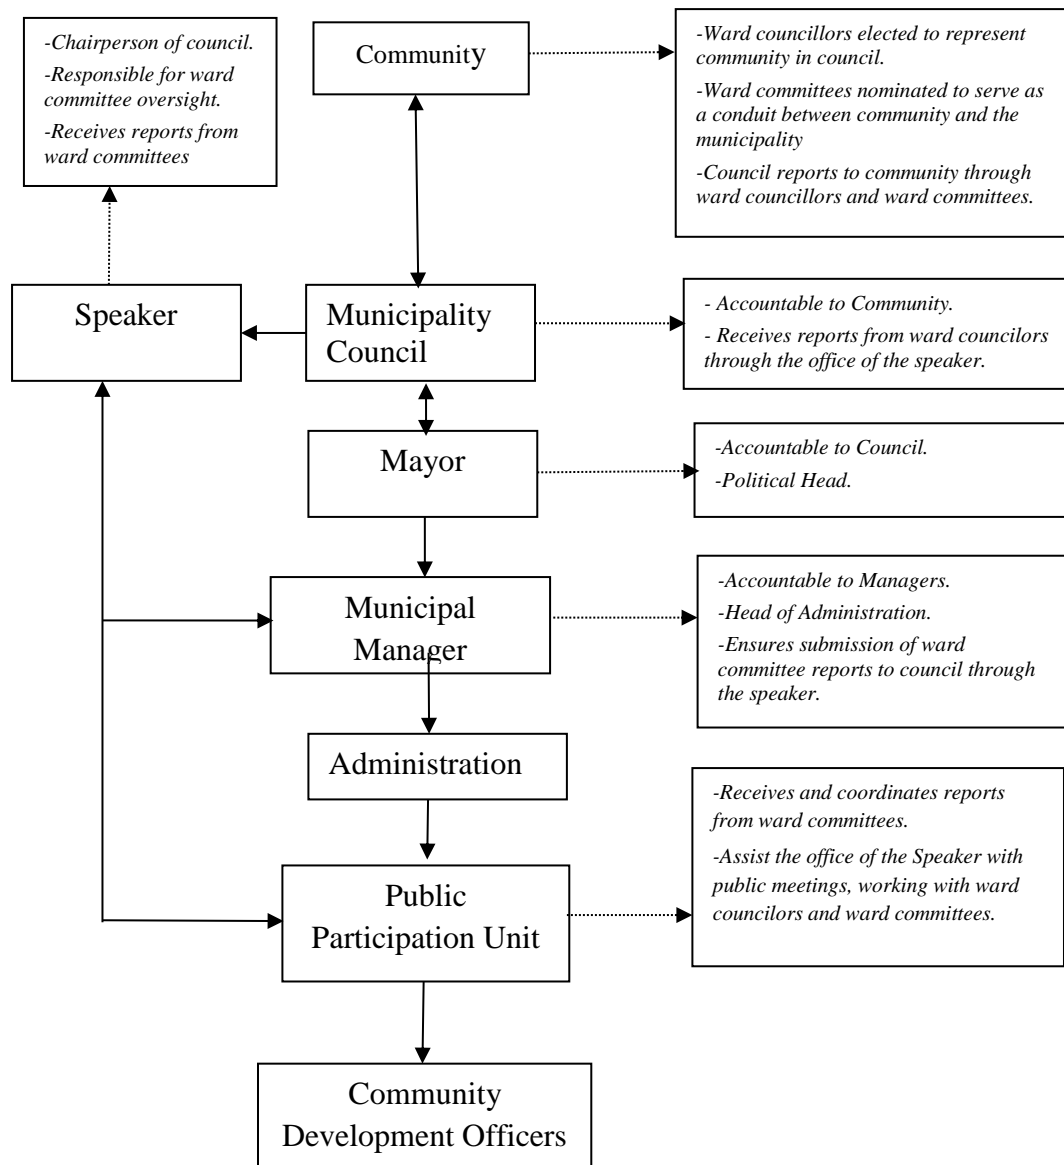 -Chairperson of council.
-Responsible for ward
committee oversight.
-Receives reports from
ward committees
Community
-Ward councillors elected to represent
community in council.
-Ward committees nominated to serve as
a conduit between community and the
municipality
-Council reports to community through
ward councillors and ward committees.
Speaker
Municipality
Council
- Accountable to Community.
- Receives reports from ward councilors
through the office of the speaker.
Mayor
-Accountable to Council.
-Political Head.
Municipal
Manager
-Accountable to Managers.
-Head of Administration.
-Ensures submission of ward
committee reports to council through
the speaker.
Administration
-Receives and coordinates reports
from ward committees.
-Assist the office of the Speaker with
public meetings, working with ward
councilors and ward committees.
Public
Participation Unit
Community
Development Officers